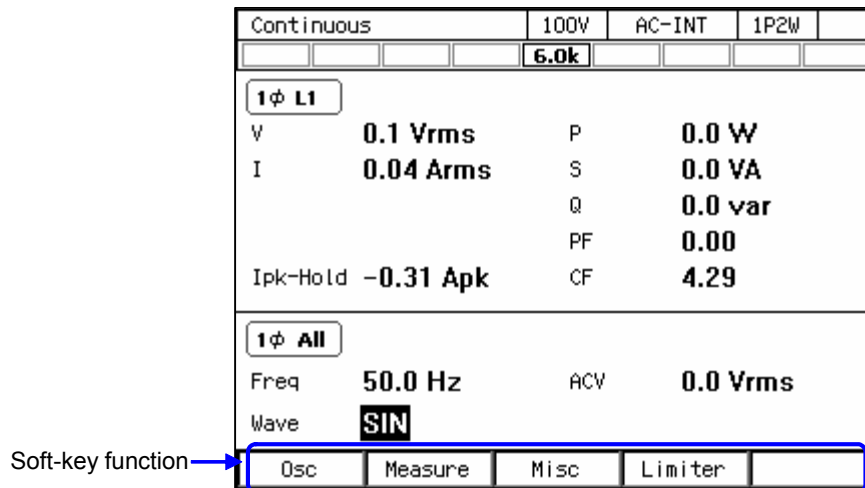 Continuous 100V AC-INT 1P2W
6.0k
1φ L1
V 0.1 Vrms P 0.0 W
I 0.04 Arms S 0.0 VA
Q 0.0 var
PF 0.00
Ipk-Hold -0.31 Apk CF 4.29
1φ All
Freq 50.0 Hz ACV 0.0 Vrms
Wave SIN
Soft-key function Osc Measure Misc Limiter